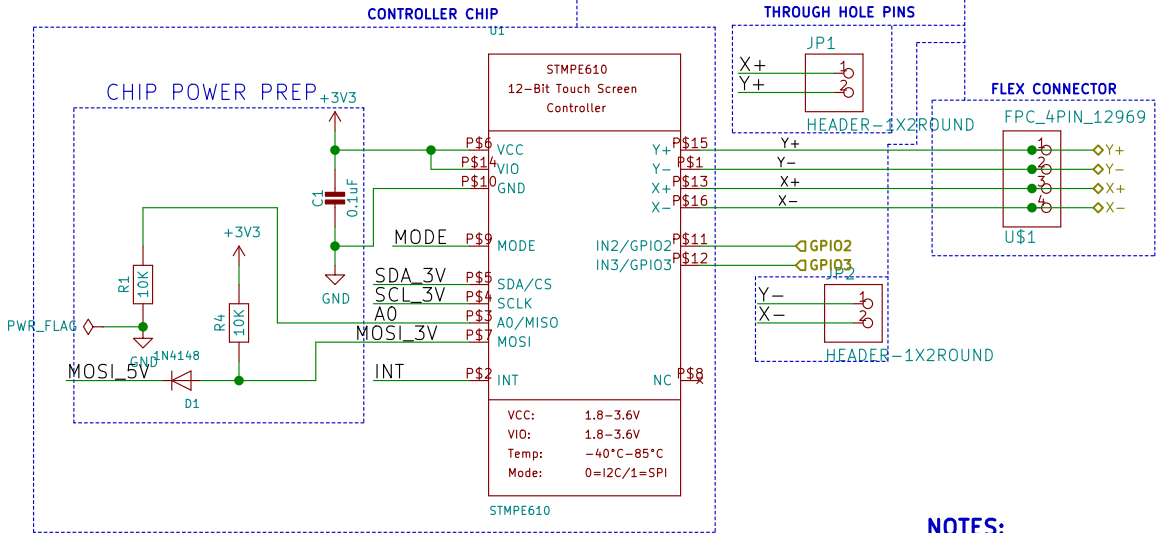 CONTROLLER CHIP
THROUGH HOLE PINS
U1
JP1
STMPE610
12-Bit Touch Screen
Controller
X+
1
Y+
2
HEADER-1X2ROUND
CHIP POWER PREP
+3V3
FLEX CONNECTOR
FPC_4PIN_12969
P$6
VCC
P$14
VIO
P$10
GND
Y+
P$15
Y+
1
Y+
Y-
P$1
Y-
2
Y-
X+
P$13
X+
3
X+
X-
P$16
X-
4
X-
U$1
C1
0.1uF
GND
+3V3
MODE
P$9
MODE
IN2/GPIO2
P$11
GPIO2
IN3/GPIO3
P$12
GPIO3
JP2
Y-
1
X-
2
HEADER-1X2ROUND
SDA_3V
P$5
SDA/CS
SCL_3V
P$4
SCLK
A0
P$3
A0/MISO
MOSI_3V
P$7
MOSI
R1
10K
R4
10K
PWR_FLAG
GND
1N4148
MOSI_5V
D1
INT
P$2
INT
NC
P$8
VCC: 1.8-3.6V
VIO: 1.8-3.6V
Temp: -40°C-85°C
Mode: 0=I2C/1=SPI
STMPE610
NOTES: